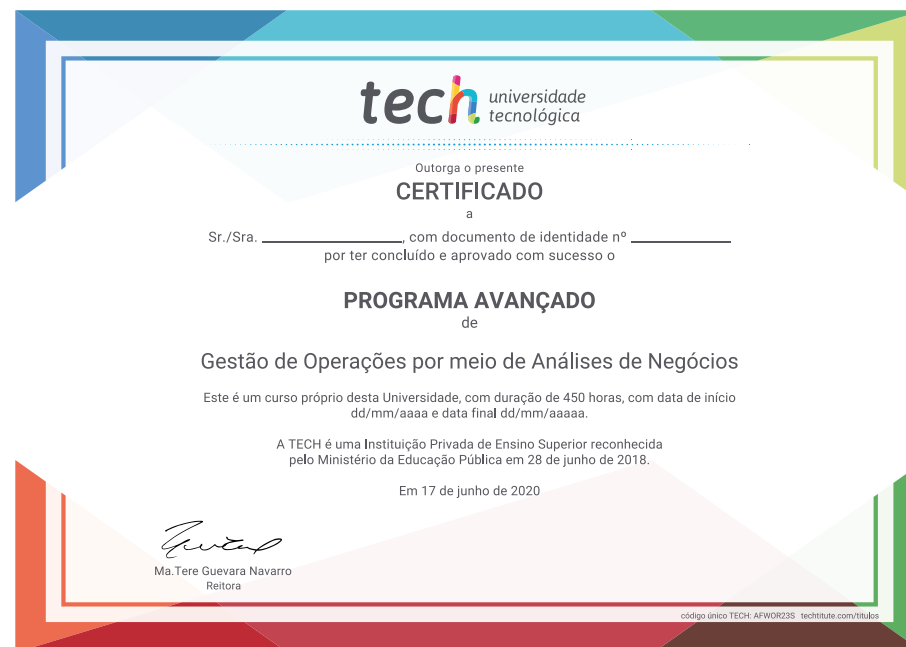 tech universidade
tecnológica
Outorga o presente
CERTIFICADO
a
Sr./Sra. ____________, com documento de identidade nº ____________
por ter concluído e aprovado com sucesso o
PROGRAMA AVANÇADO
de
Gestão de Operações por meio de Análises de Negócios
Este é um curso próprio desta Universidade, com duração de 450 horas, com data de início
dd/mm/aaaa e data final dd/mm/aaaaa.
A TECH é uma Instituição Privada de Ensino Superior reconhecida
pelo Ministério da Educação Pública em 28 de junho de 2018.
Em 17 de junho de 2020
Ma.Tere Guevara Navarro
Reitora
código único TECH: AFWOR23S techtitute.com/titulos